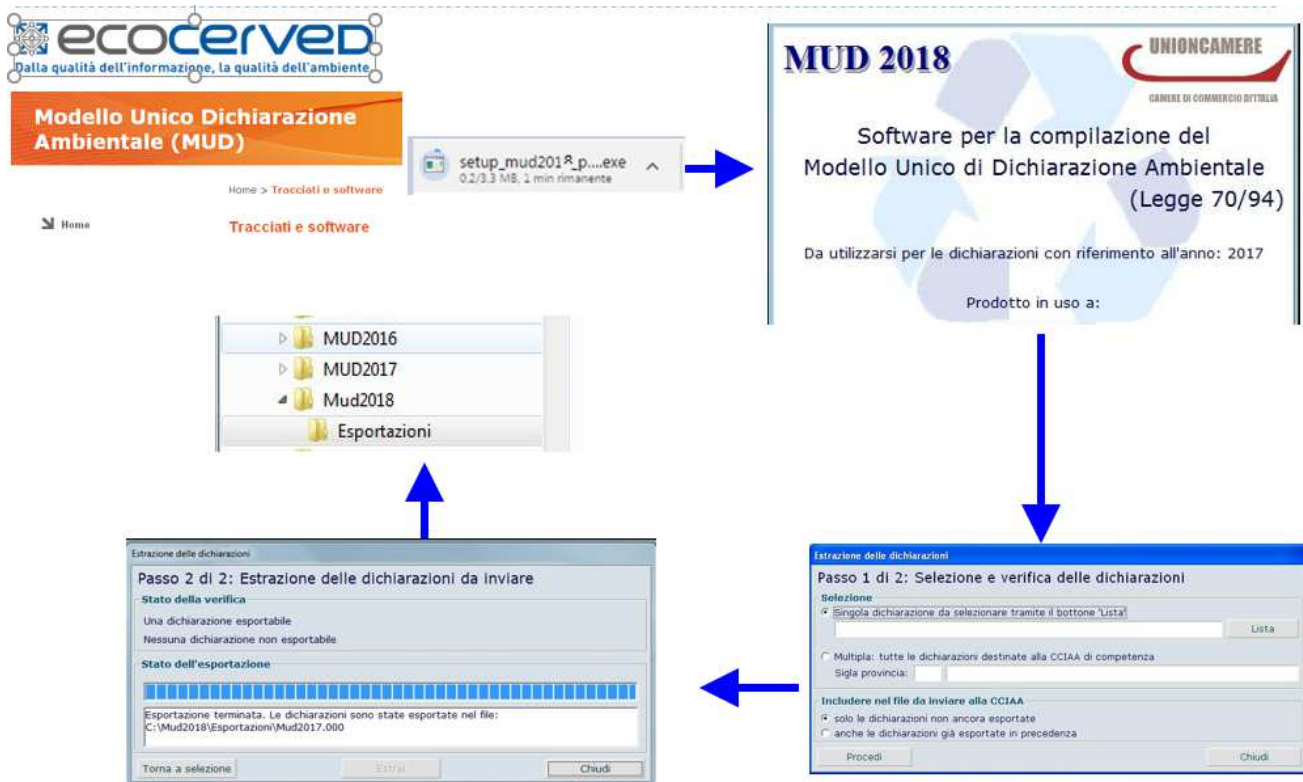 ecocerved
Dalla qualità dell'informazione, la qualità dell'ambiente
Modello Unico Dichiarazione
Ambientale (MUD)
Home > Tracciati e software
Home
Tracciati e software
setup_mud2018_p....exe
0.2/3.3 MB, 1 min rimanente
MUD 2018
UNIONCAMERE
CAMERE DI COMMERCIO D'ITALIA
Software per la compilazione del
Modello Unico di Dichiarazione Ambientale
(Legge 70/94)
Da utilizzarsi per le dichiarazioni con riferimento all'anno: 2017
Prodotto in uso a:
MUD2016
MUD2017
Mud2018
Esportazioni
Estrazione delle dichiarazioni
Passo 1 di 2: Selezione e verifica delle dichiarazioni
Selezione
Singola dichiarazione da selezionare tramite il bottone 'Lista'
Lista
Multipla: tutte le dichiarazioni destinate alla CCIAA di competenza
Sigla provincia:
Includere nel file da inviare alla CCIAA
solo le dichiarazioni non ancora esportate
anche le dichiarazioni già esportate in precedenza
Procedi
Chiudi
Estrazione delle dichiarazioni
Passo 2 di 2: Estrazione delle dichiarazioni da inviare
Stato della verifica
Una dichiarazione esportabile
Nessuna dichiarazione non esportabile
Stato dell'esportazione
Esportazione terminata. Le dichiarazioni sono state esportate nel file:
C:\Mud2018\Esportazioni\Mud2017.000
Torna a selezione
Estrai
Chiudi